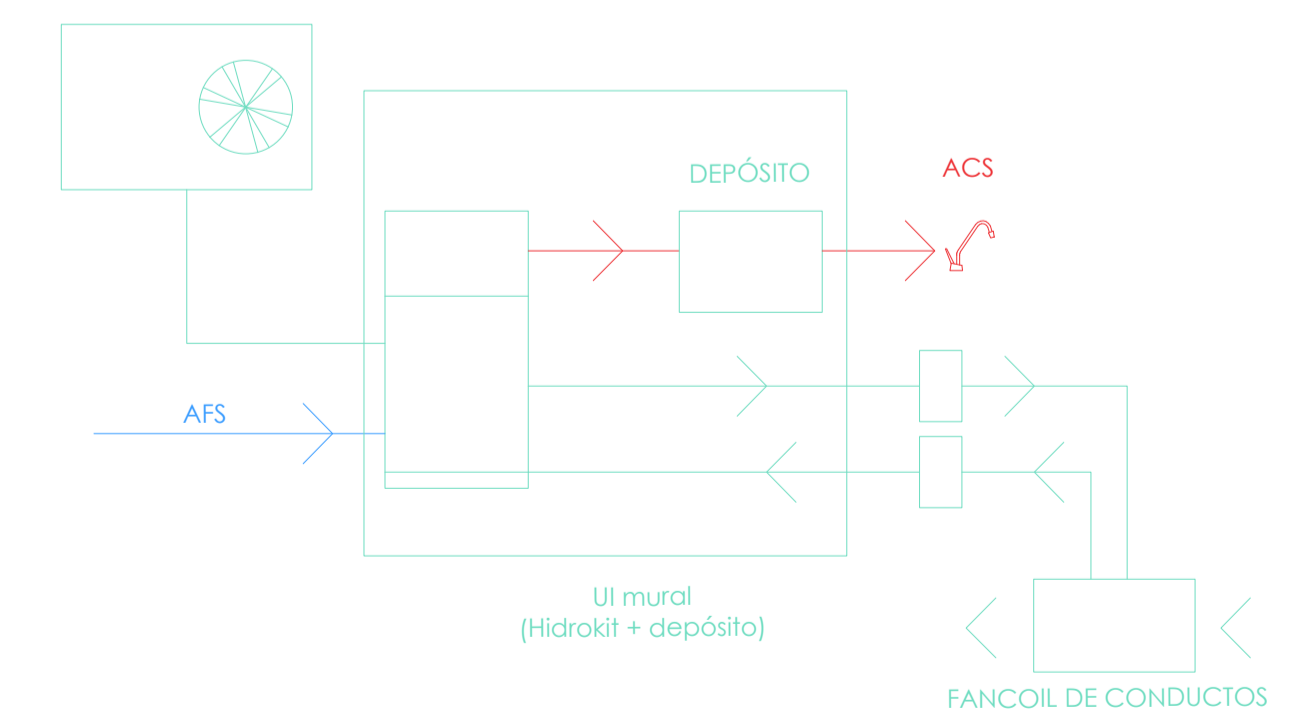 DEPÓSITO
ACS
AFS
UI mural
(Hidrokit + depósito)
FANCOIL DE CONDUCTOS